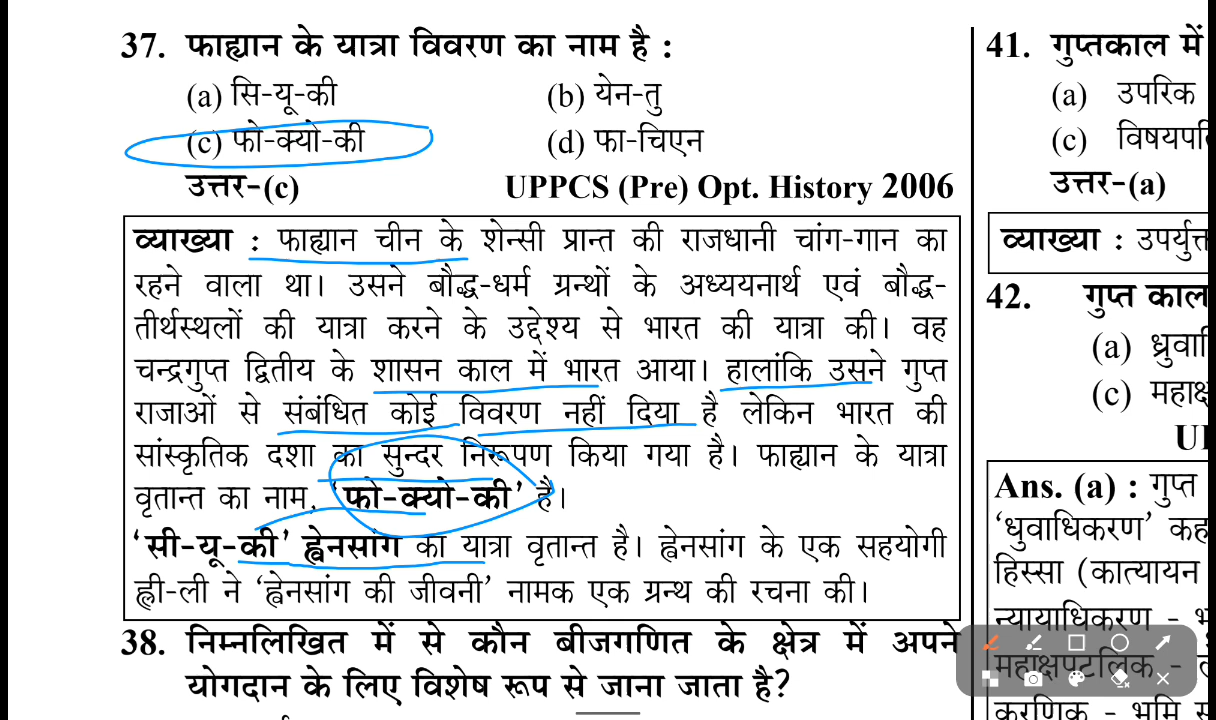 37. फाह्यान के यात्रा विवरण का नाम है :
(a) सि-यू-की (b) येन-तु
(c) फो-क्यो-की (d) फा-चिएन
उत्तर-(c) UPPCS (Pre) Opt. History 2006
व्याख्या : फाह्यान चीन के शेन्सी प्रान्त की राजधानी चांग-गान का
रहने वाला था। उसने बौद्ध-धर्म ग्रन्थों के अध्ययनार्थ एवं बौद्ध-
तीर्थस्थलों की यात्रा करने के उद्देश्य से भारत की यात्रा की। वह
चन्द्रगुप्त द्वितीय के शासन काल में भारत आया। हालांकि उसने गुप्त
राजाओं से संबंधित कोई विवरण नहीं दिया है लेकिन भारत की
सांस्कृतिक दशा का सुन्दर निरूपण किया गया है। फाह्यान के यात्रा
वृतान्त का नाम, ‘फो-क्यो-की’ है।
‘सी-यू-की’ ह्वेनसांग का यात्रा वृतान्त है। ह्वेनसांग के एक सहयोगी
ह्ली-ली ने ‘ह्वेनसांग की जीवनी’ नामक एक ग्रन्थ की रचना की।
38. निम्नलिखित में से कौन बीजगणित के क्षेत्र में अपने
योगदान के लिए विशेष रूप से जाना जाता है?
41. गुप्तकाल में
(a) उपरिक
(c)
उत्तर-(a)
व्याख्या :
42. गुप्त काल
(a)
(c)
Ans. (a) : गुप्त
‘धुवाधिकरण’ कह
हिस्सा (कात्यायन
न्यायाधिकरण -
महाक्षपटलिक -
करणिक - भूमि